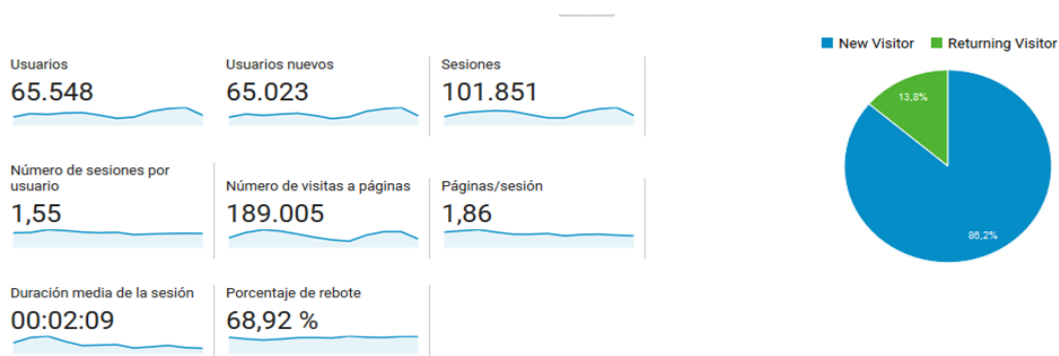 New Visitor
Returning Visitor
Usuarios
65.548
Usuarios nuevos
65.023
Sesiones
101.851
13,8%
Número de sesiones por
usuario
1,55
Número de visitas a páginas
189.005
Páginas/sesión
1,86
86,2%
Duración media de la sesión
00:02:09
Porcentaje de rebote
68,92 %